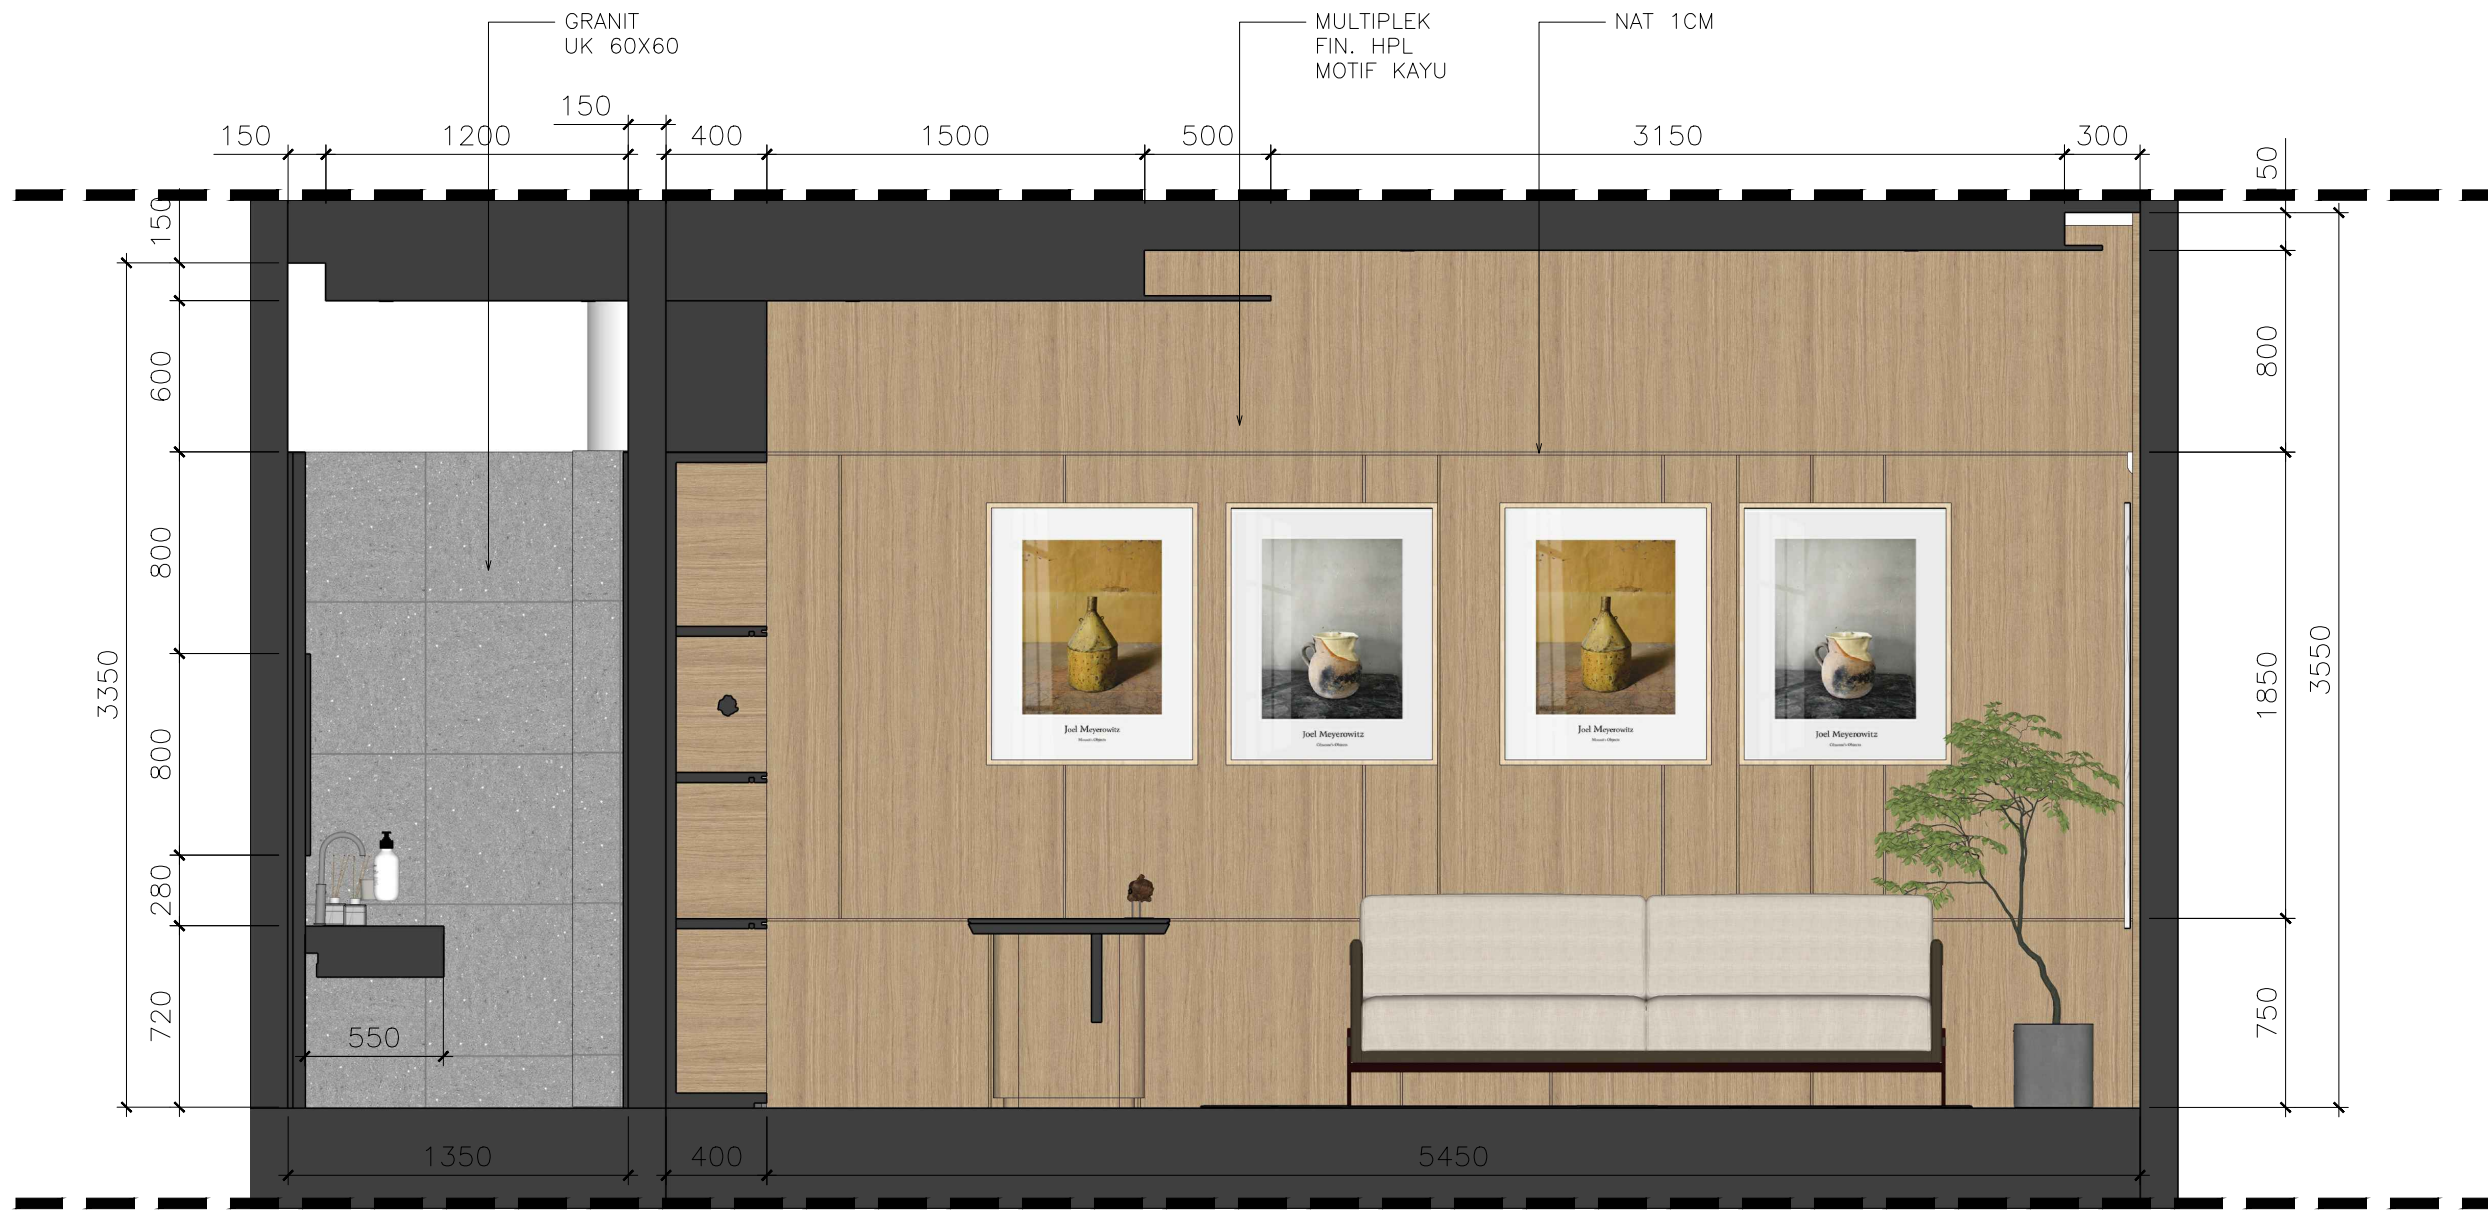 GRANIT
UK 60X60
MULTIPLEK
FIN. HPL
MOTIF KAYU
NAT 1CM
150
150 1200 400 1500 500 3150 300
150
150
600
800
800
800
280
720
3350
1850
3550
750
550
Joel Meyerowitz
Joel Meyerowitz
Joel Meyerowitz
Joel Meyerowitz
1350 400 5450